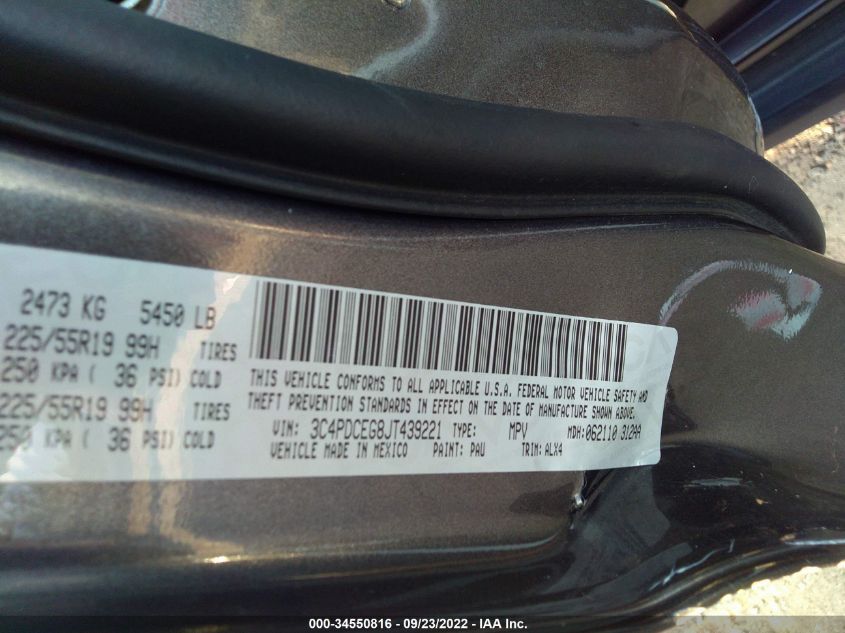 2473 KG 5450 LB
225/55R19 99H TIRES
250 KPA ( 36 PSI) COLD
225/55R19 99H TIRES
250 KPA ( 36 PSI) COLD
THIS VEHICLE CONFORMS TO ALL APPLICABLE U.S.A. FEDERAL MOTOR VEHICLE SAFETY AND
THEFT PREVENTION STANDARDS IN EFFECT ON THE DATE OF MANUFACTURE SHOWN ABOVE.
VIN: 3C4PDCEG8JT439221 TYPE: MPV MDH: 062110 312AA
VEHICLE MADE IN MEXICO PAINT: PAU TRIM: ALX4
000-34550816 - 09/23/2022 - IAA Inc.